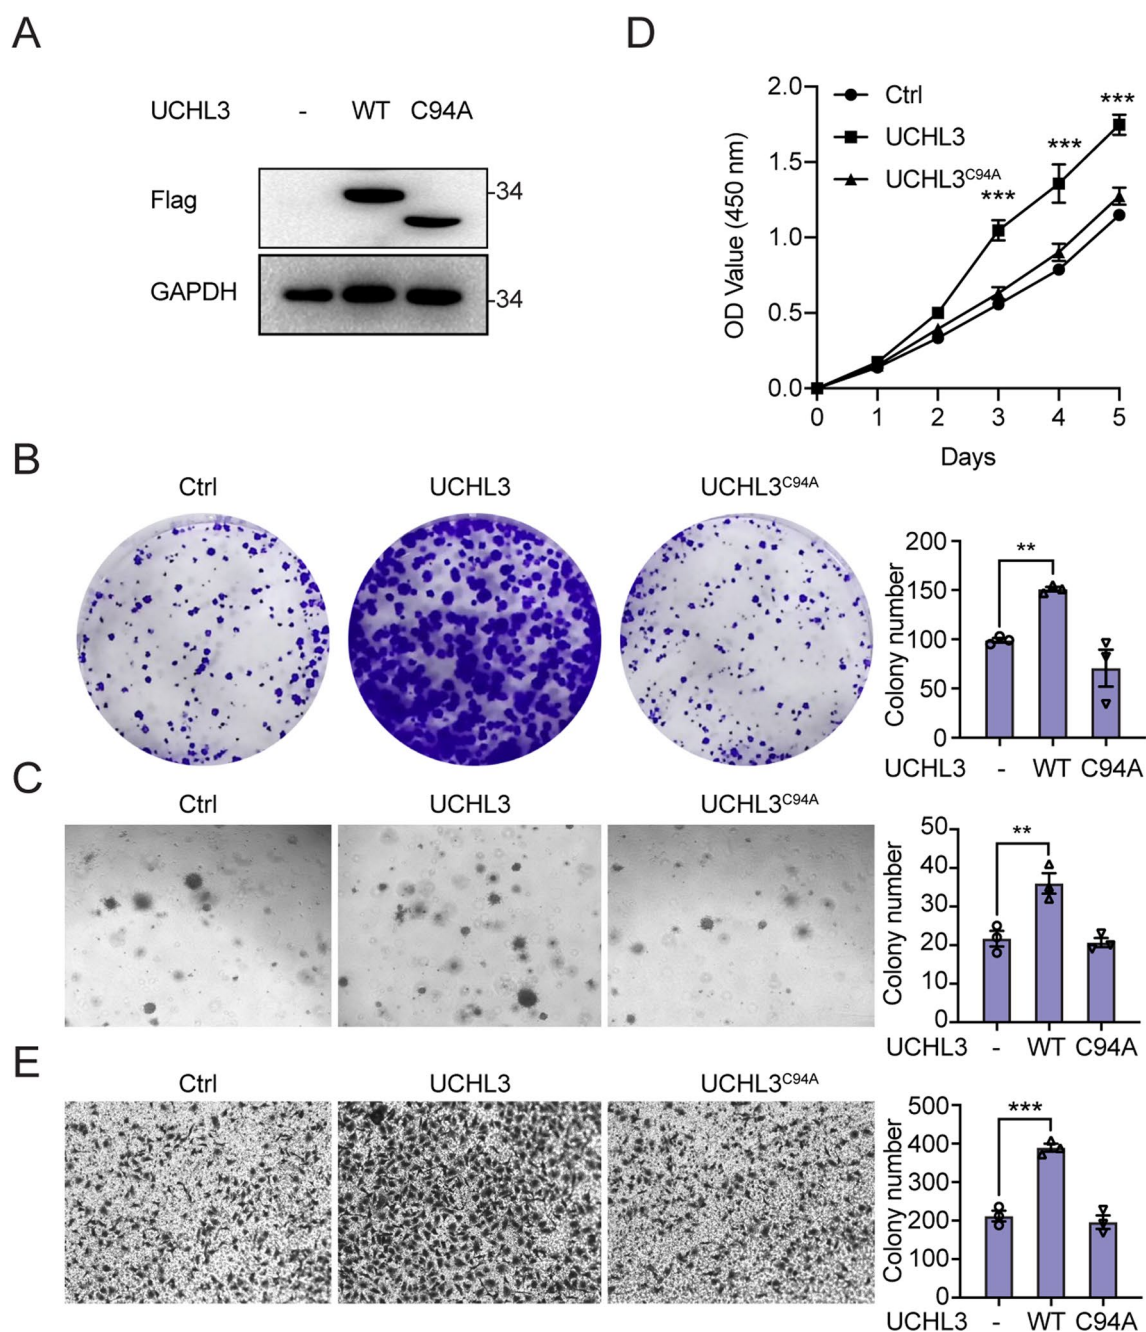 A
UCHL3 - WT C94A
Flag
34
GAPDH
34
D
2.0
1.5
1.0
0.5
0.0
OD Value (450 nm)
Ctrl
UCHL3
UCHL3C94A
***
***
***
0 1 2 3 4 5
Days
B
Ctrl UCHL3 UCHL3C94A
200
150
100
50
0
Colony number
**
UCHL3 - WT C94A
C
Ctrl UCHL3 UCHL3C94A
50
40
30
20
10
0
Colony number
**
UCHL3 - WT C94A
E
Ctrl UCHL3 UCHL3C94A
500
400
300
200
100
0
Colony number
***
UCHL3 - WT C94A